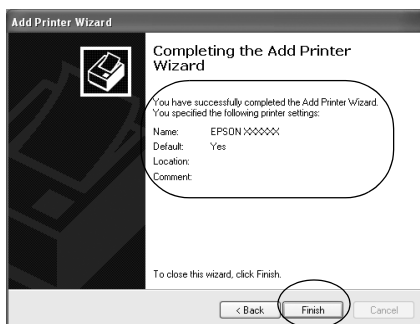 Add Printer Wizard
Completing the Add Printer
Wizard
You have successfully completed the Add Printer Wizard.
You specified the following printer settings:
Name: EPSON XXXXXX
Default: Yes
Location:
Comment:
To close this wizard, click Finish.
< Back Finish Cancel